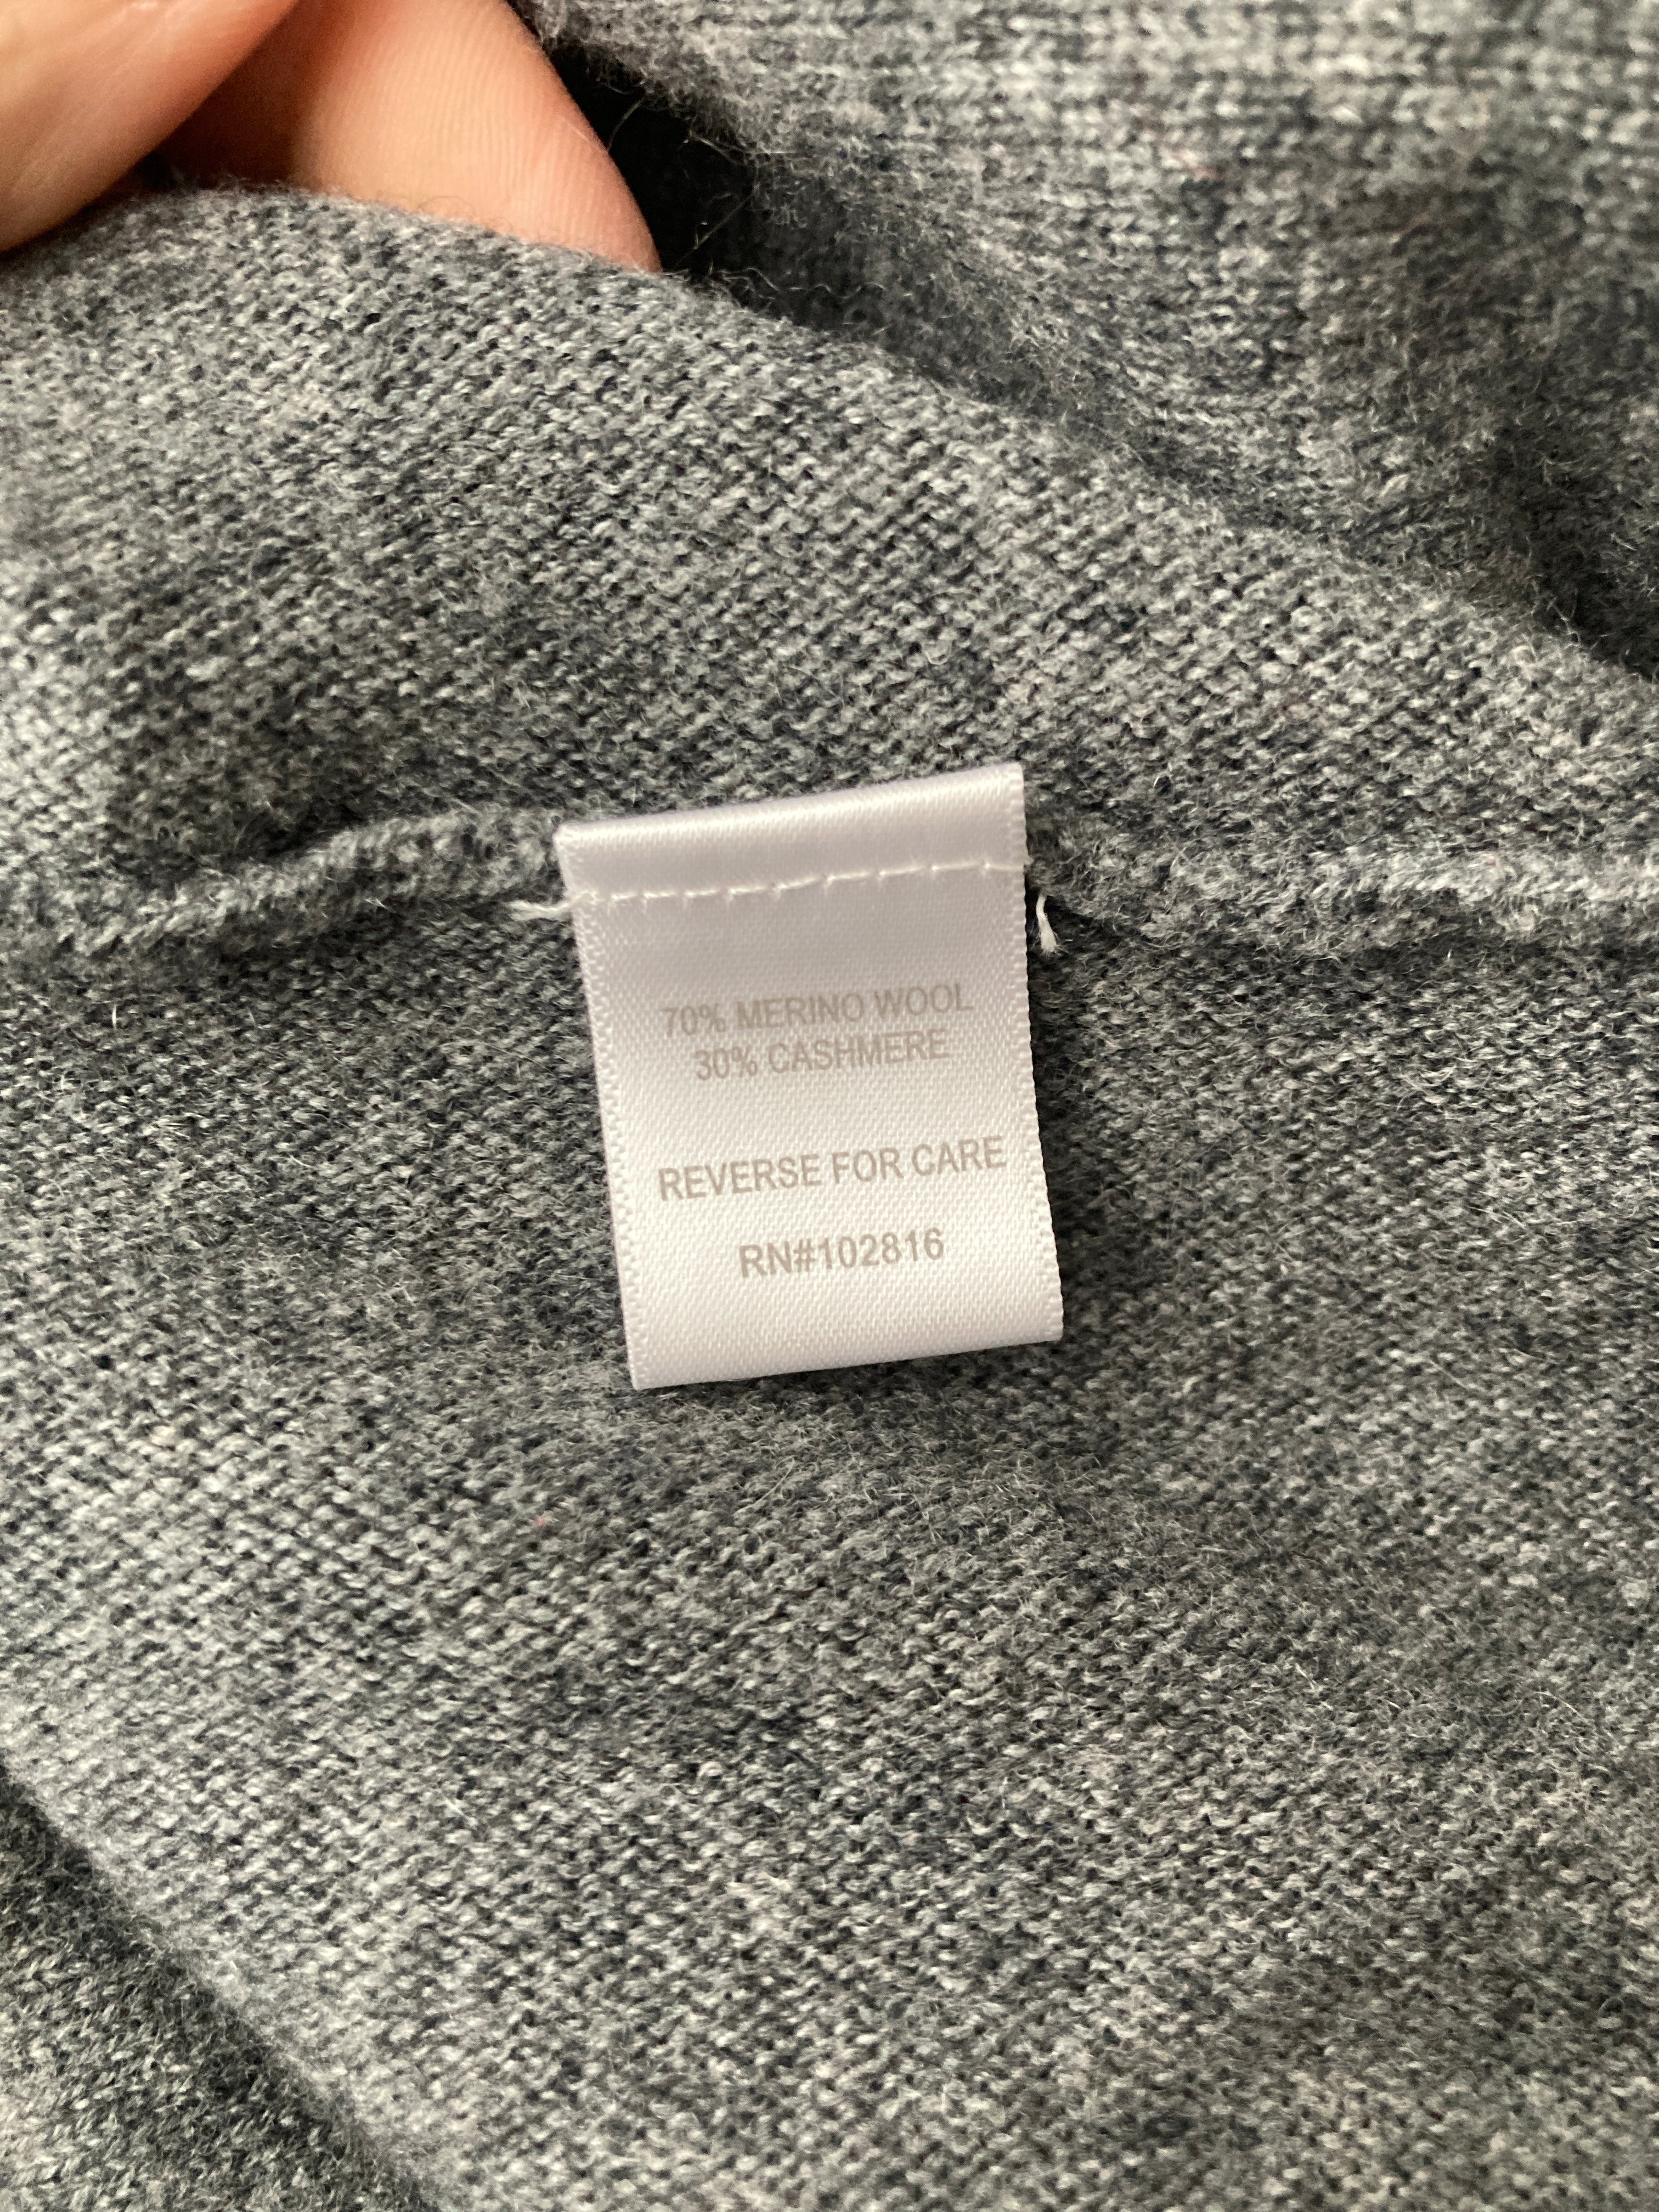 70% MERINO WOOL
30% CASHMERE
REVERSE FOR CARE
RN#102816